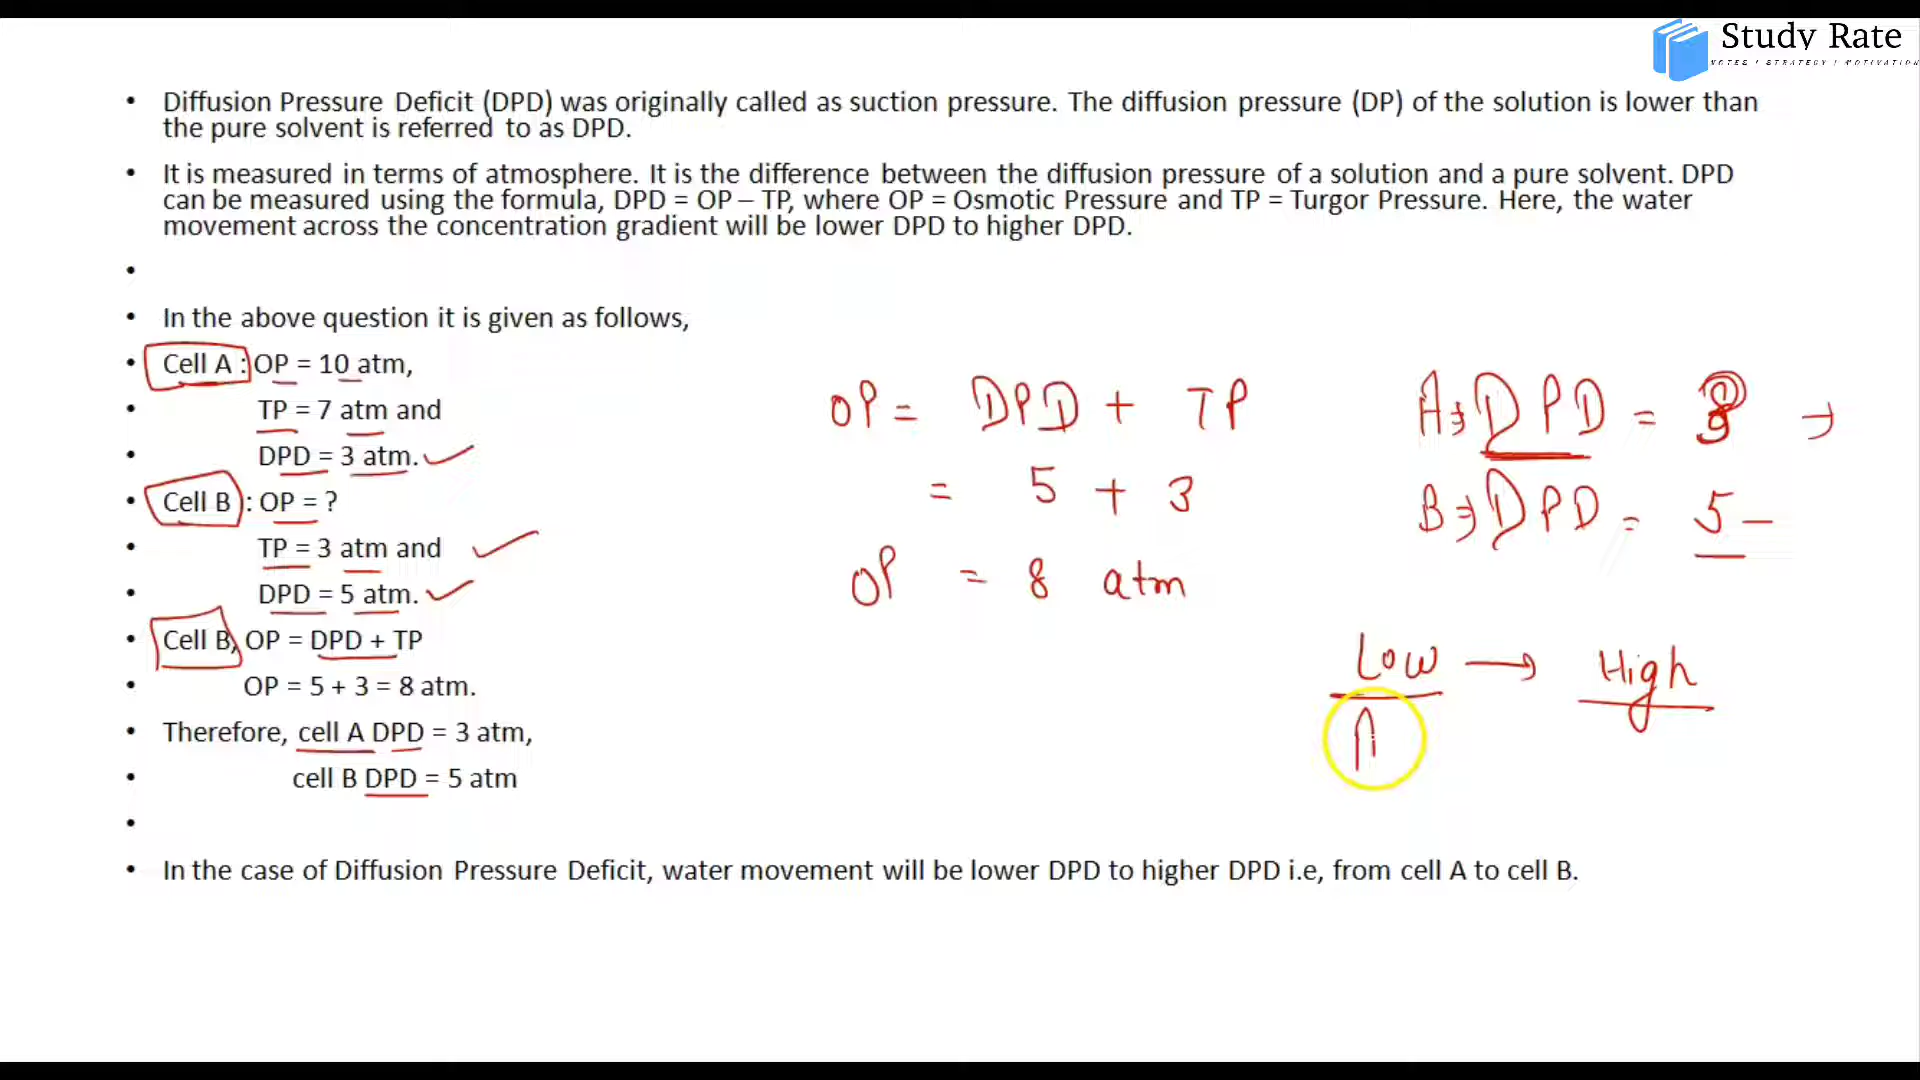 Study Rate
NOTES / STRATEGY / MOTIVATION
• Diffusion Pressure Deficit (DPD) was originally called as suction pressure. The diffusion pressure (DP) of the solution is lower than
the pure solvent is referred to as DPD.
• It is measured in terms of atmosphere. It is the difference between the diffusion pressure of a solution and a pure solvent. DPD
can be measured using the formula, DPD = OP – TP, where OP = Osmotic Pressure and TP = Turgor Pressure. Here, the water
movement across the concentration gradient will be lower DPD to higher DPD.
•
• In the above question it is given as follows,
• Cell A : OP = 10 atm,
• TP = 7 atm and
• DPD = 3 atm.
• Cell B : OP = ?
• TP = 3 atm and
• DPD = 5 atm.
• Cell B, OP = DPD + TP
• OP = 5 + 3 = 8 atm.
• Therefore, cell A DPD = 3 atm,
• cell B DPD = 5 atm
•
• In the case of Diffusion Pressure Deficit, water movement will be lower DPD to higher DPD i.e, from cell A to cell B.
OP = DPD + TP
= 5 + 3
OP = 8 atm
A DPD = 3 →
B DPD = 5 –
Low → High